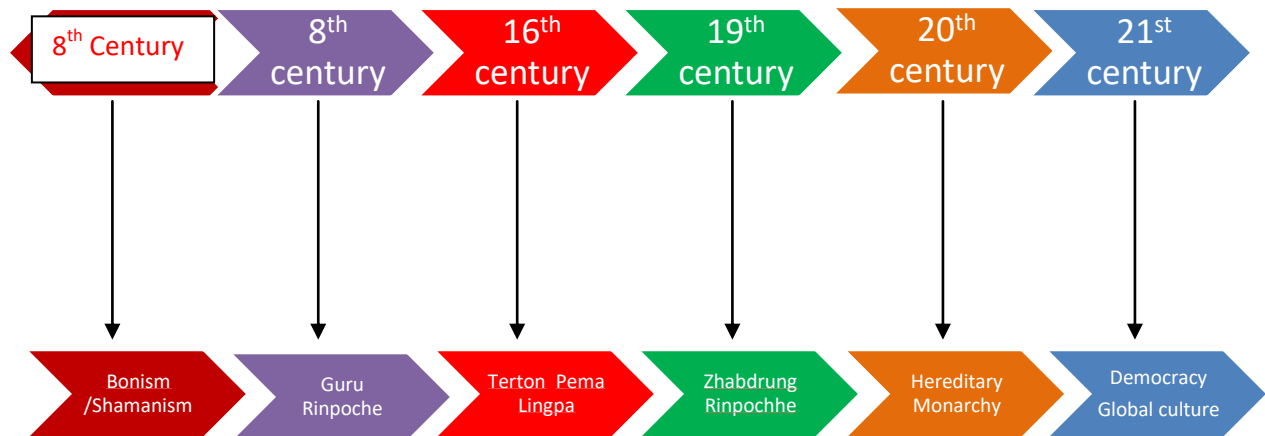 8th Century
8th
century
16th
century
19th
century
20th
century
21st
century
Bonism
/Shamanism
Guru
Rinpoche
Terton Pema
Lingpa
Zhabdrung
Rinpochhe
Hereditary
Monarchy
Democracy
Global culture